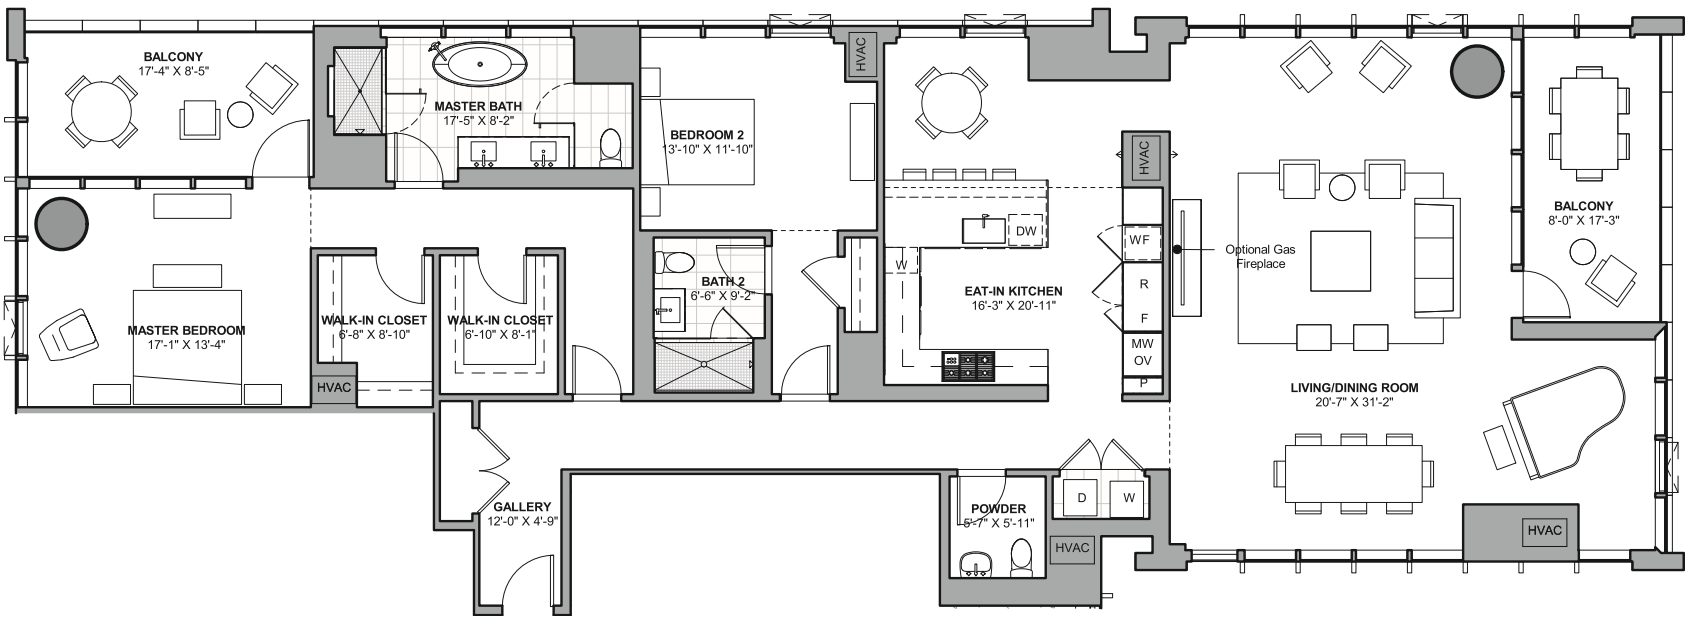 BALCONY
17'-4" X 8'-5"
MASTER BATH
17'-5" X 8'-2"
BEDROOM 2
13'-10" X 11'-10"
HVAC
HVAC
BALCONY
8'-0" X 17'-3"
DW
WF
W
R
F
MW
OV
P
Optional Gas
Fireplace
EAT-IN KITCHEN
16'-3" X 20'-11"
BATH 2
6'-6" X 9'-2"
MASTER BEDROOM
17'-1" X 13'-4"
WALK-IN CLOSET
6'-8" X 8'-10"
WALK-IN CLOSET
6'-10" X 8'-1"
HVAC
LIVING/DINING ROOM
20'-7" X 31'-2"
GALLERY
12'-0" X 4'-9"
POWDER
5'-7" X 5'-11"
D
W
HVAC
HVAC